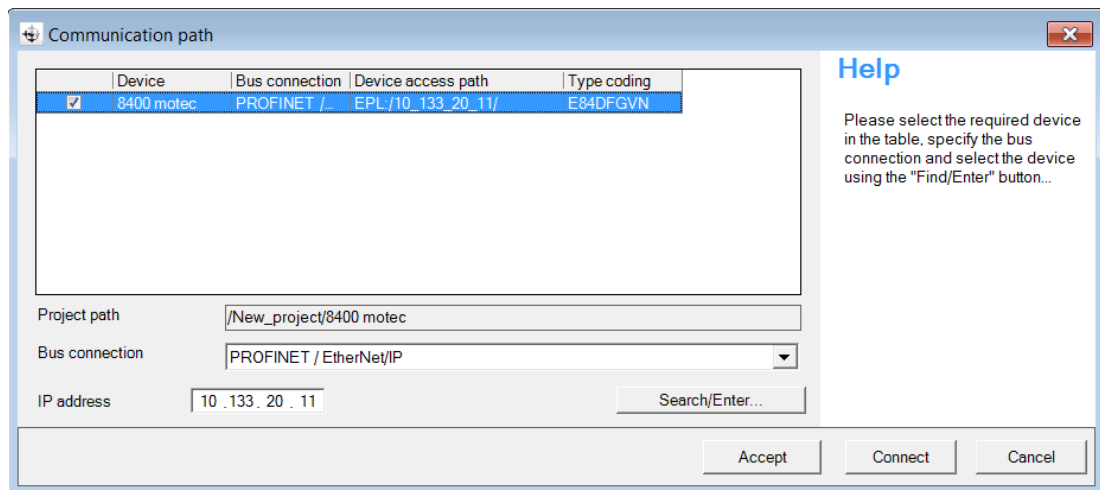 Communication path
Device Bus connection Device access path Type coding
8400 motec PROFINET /... EPL:/10_133_20_11/ E84DFGVN
Help
Please select the required device
in the table, specify the bus
connection and select the device
using the "Find/Enter" button...
Project path /New_project/8400 motec
Bus connection PROFINET / EtherNet/IP
IP address 10 . 133 . 20 . 11 Search/Enter...
Accept Connect Cancel